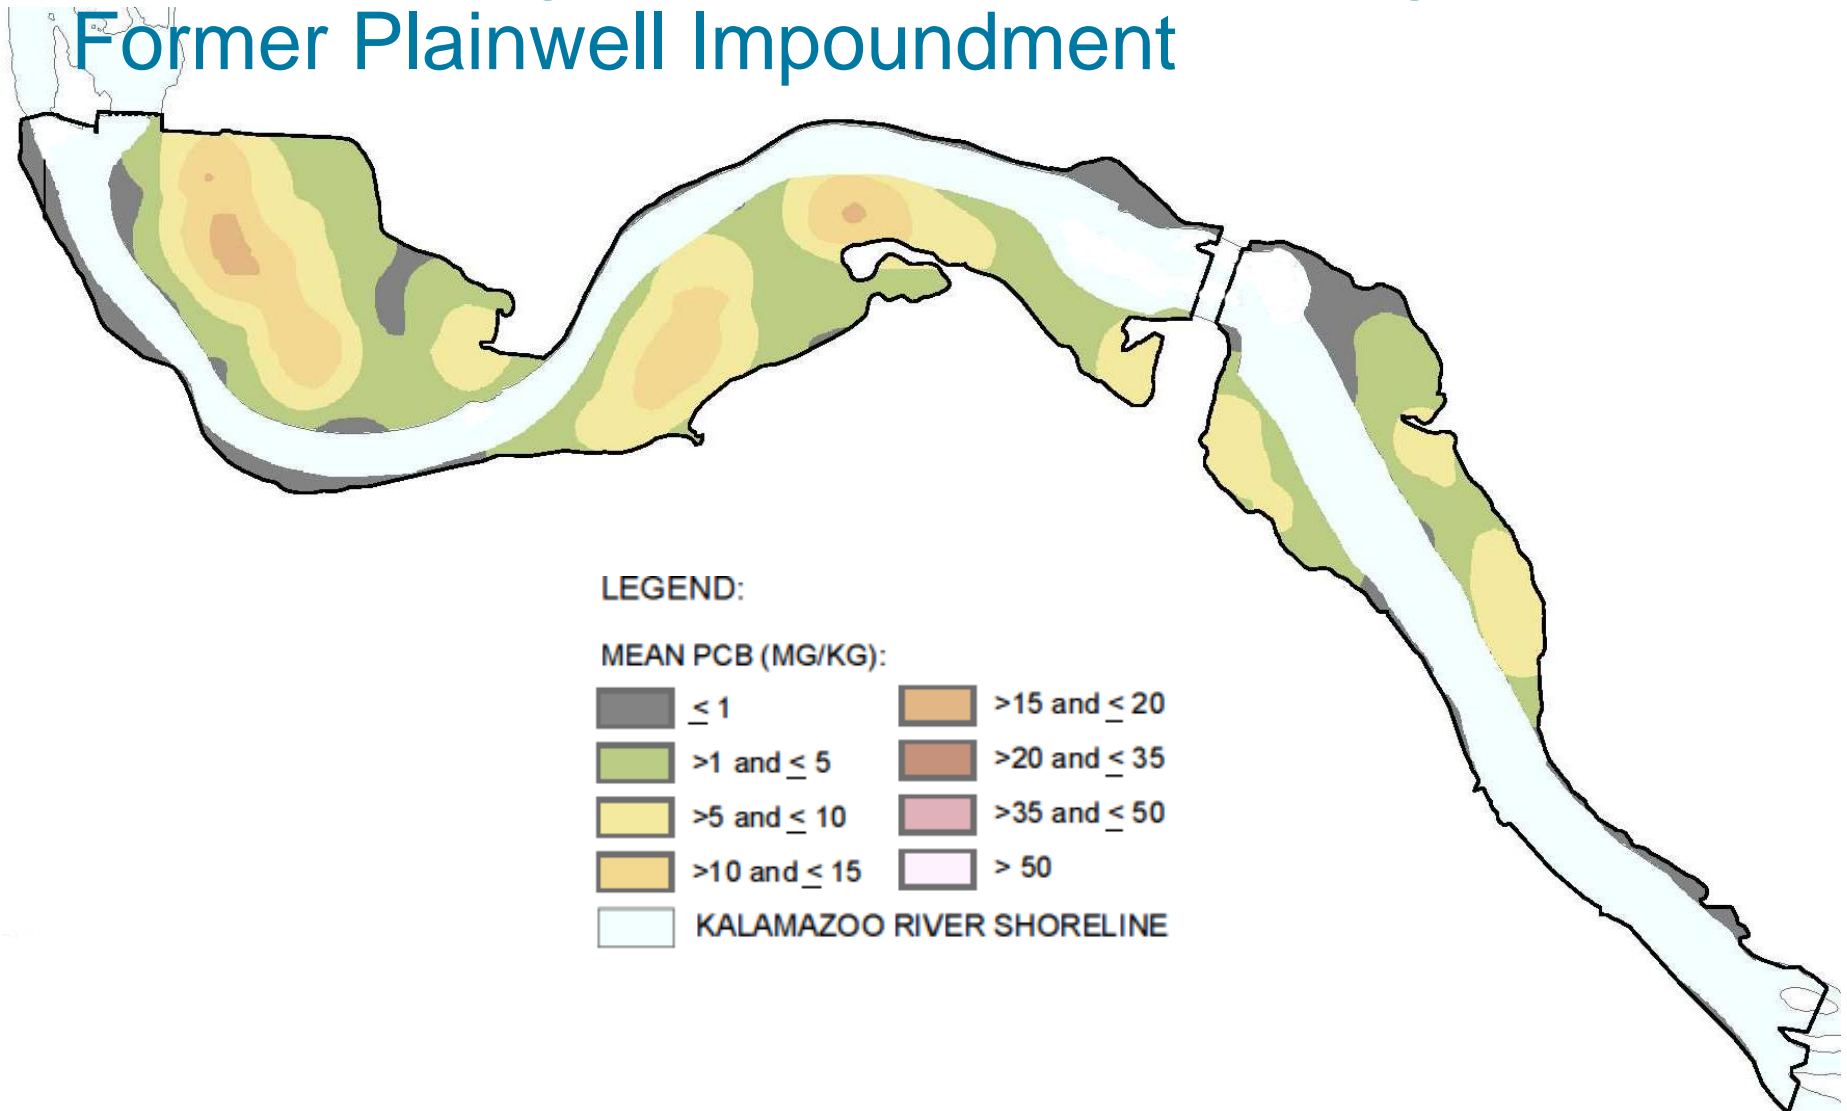 Former Plainwell Impoundment
LEGEND:
MEAN PCB (MG/KG):
≤ 1
>1 and ≤ 5
>5 and ≤ 10
>10 and ≤ 15
>15 and ≤ 20
>20 and ≤ 35
>35 and ≤ 50
> 50
KALAMAZOO RIVER SHORELINE